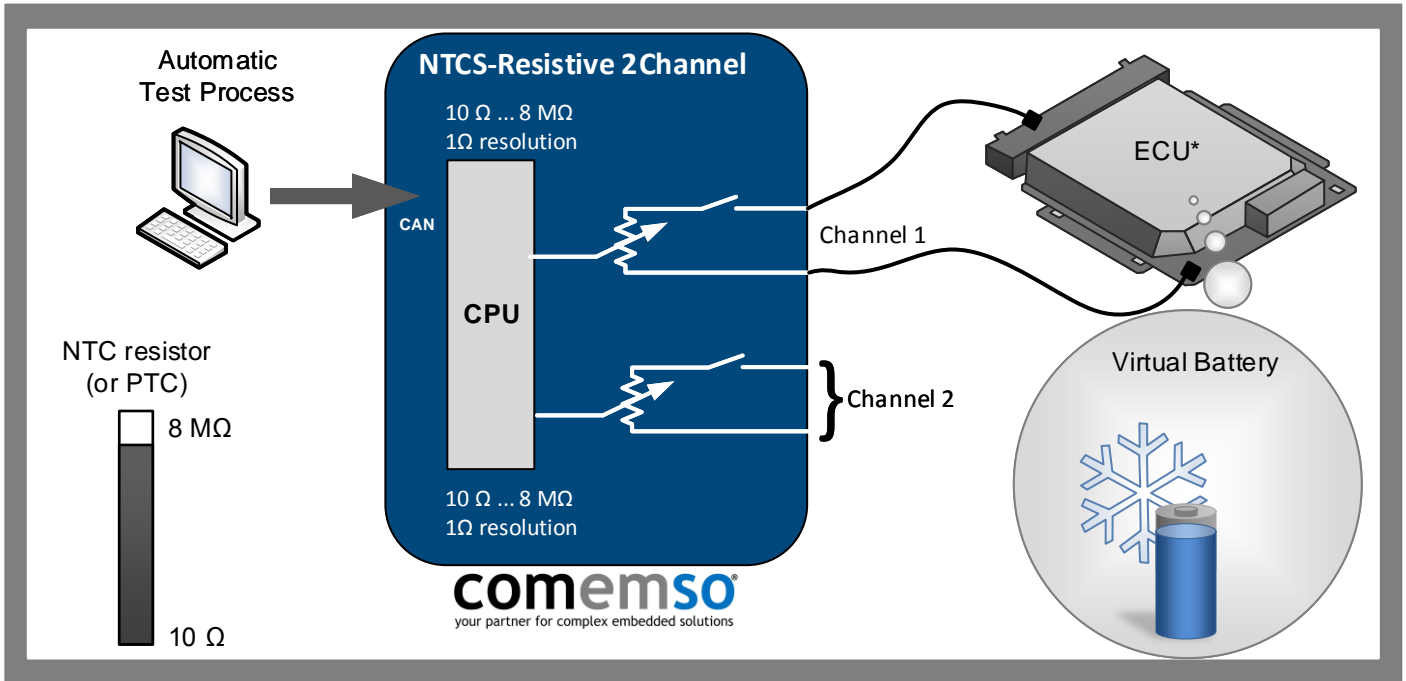 Automatic
Test Process
NTCS-Resistive 2Channel
10 Ω ... 8 MΩ
1Ω resolution
CAN
CPU
Channel 1
ECU*
NTC resistor
(or PTC)
8 MΩ
10 Ω
Channel 2
10 Ω ... 8 MΩ
1Ω resolution
Virtual Battery
comemso®
your partner for complex embedded solutions